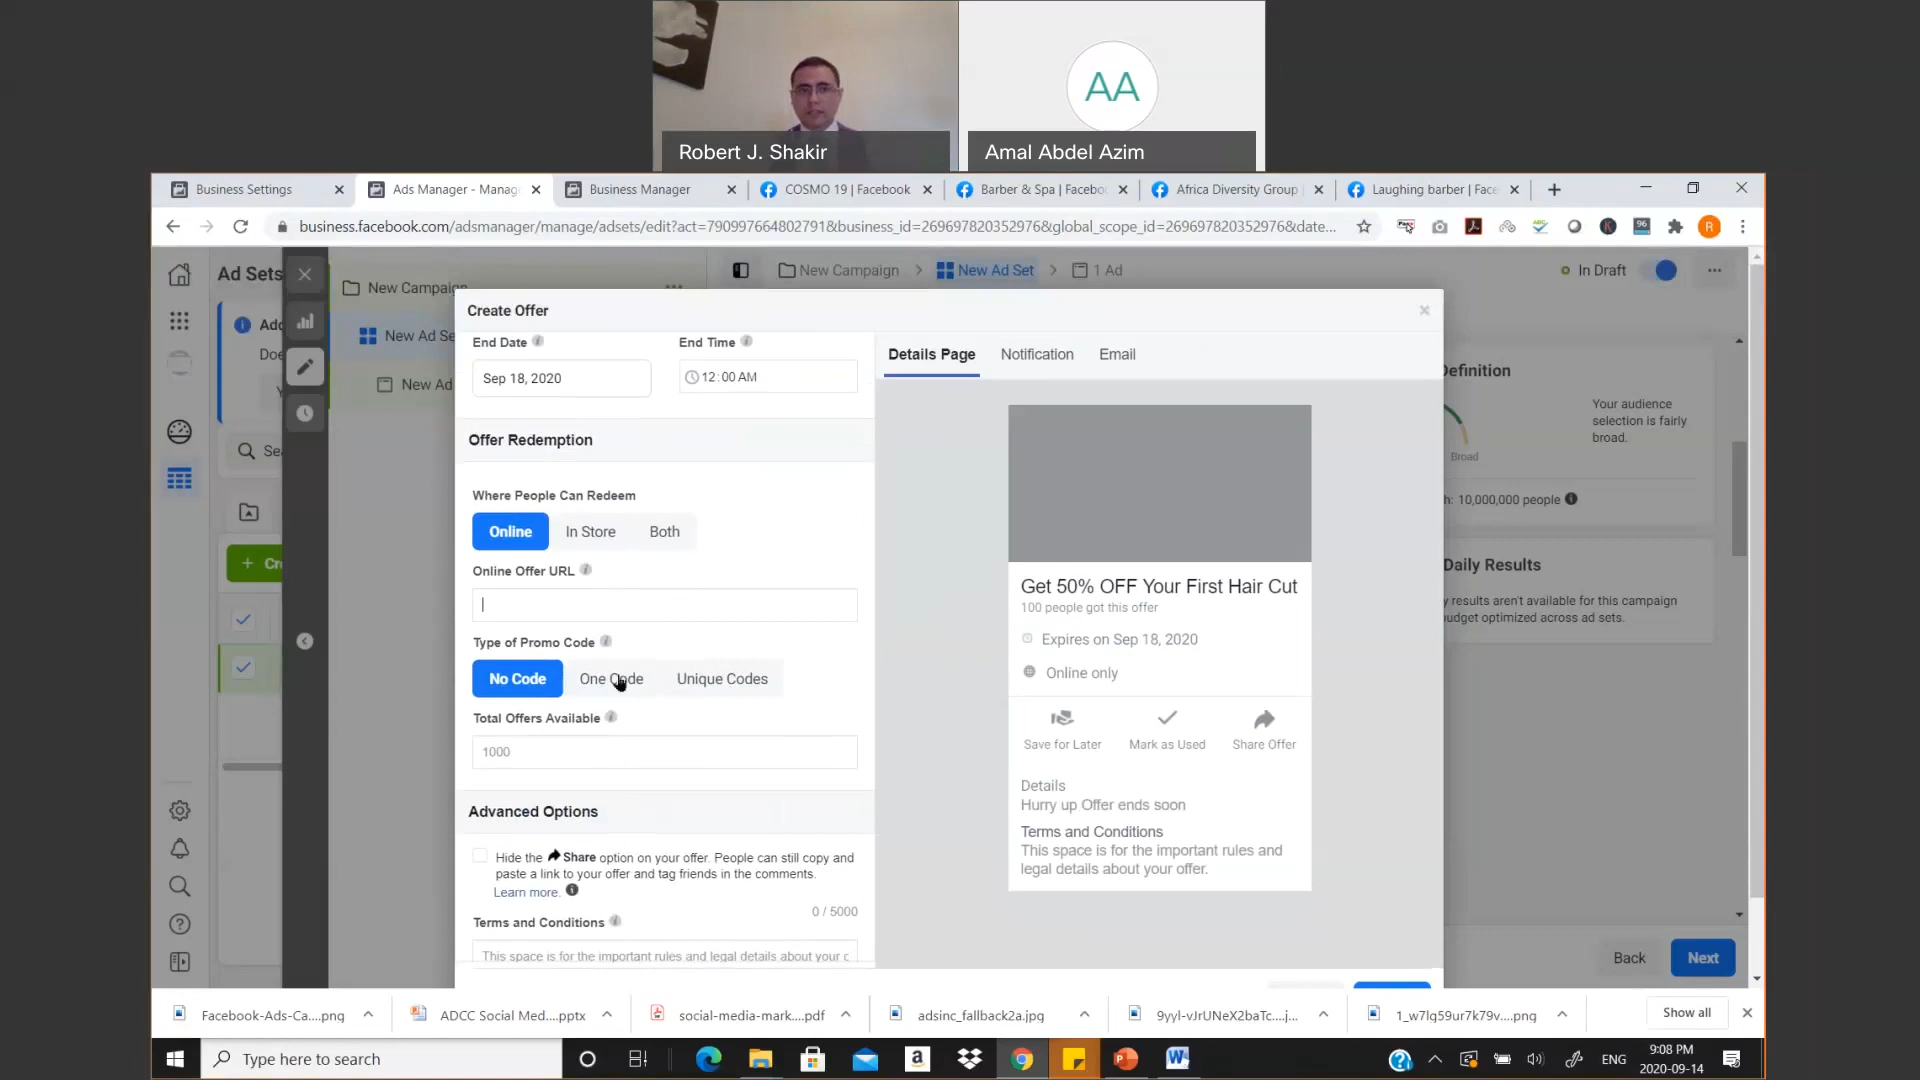 AA
Robert J. Shakir
Amal Abdel Azim
Business Settings
Ads Manager - Manag
Business Manager
COSMO 19 | Facebook
Barber & Spa | Facebo
Africa Diversity Group
Laughing barber | Face
business.facebook.com/adsmanager/manage/adsets/edit?act=790997664802791&business_id=269697820352976&global_scope_id=269697820352976&date...
96
R
Ad Sets
New Campaign
New Campaign
New Ad Set
1 Ad
In Draft
Create Offer
Add
New Ad Se
New Ad
End Date
End Time
Sep 18, 2020
12:00 AM
Details Page
Notification
Email
Definition
Your audience
selection is fairly
broad.
Broad
h: 10,000,000 people
Offer Redemption
Where People Can Redeem
Online
In Store
Both
Online Offer URL
Type of Promo Code
No Code
One Code
Unique Codes
Total Offers Available
1000
Advanced Options
Hide the Share option on your offer. People can still copy and
paste a link to your offer and tag friends in the comments.
Learn more.
0 / 5000
Terms and Conditions
This space is for the important rules and legal details about your o
Get 50% OFF Your First Hair Cut
100 people got this offer
Expires on Sep 18, 2020
Online only
Save for Later
Mark as Used
Share Offer
Details
Hurry up Offer ends soon
Terms and Conditions
This space is for the important rules and
legal details about your offer.
Daily Results
y results aren't available for this campaign
udget optimized across ad sets.
Back
Next
Facebook-Ads-Ca....png
ADCC Social Med....pptx
social-media-mark....pdf
adsinc_fallback2a.jpg
9yyl-vJrUNeX2baTc....j...
1_w7lg59ur7k79v....png
Show all
Type here to search
ENG
9:08 PM
2020-09-14